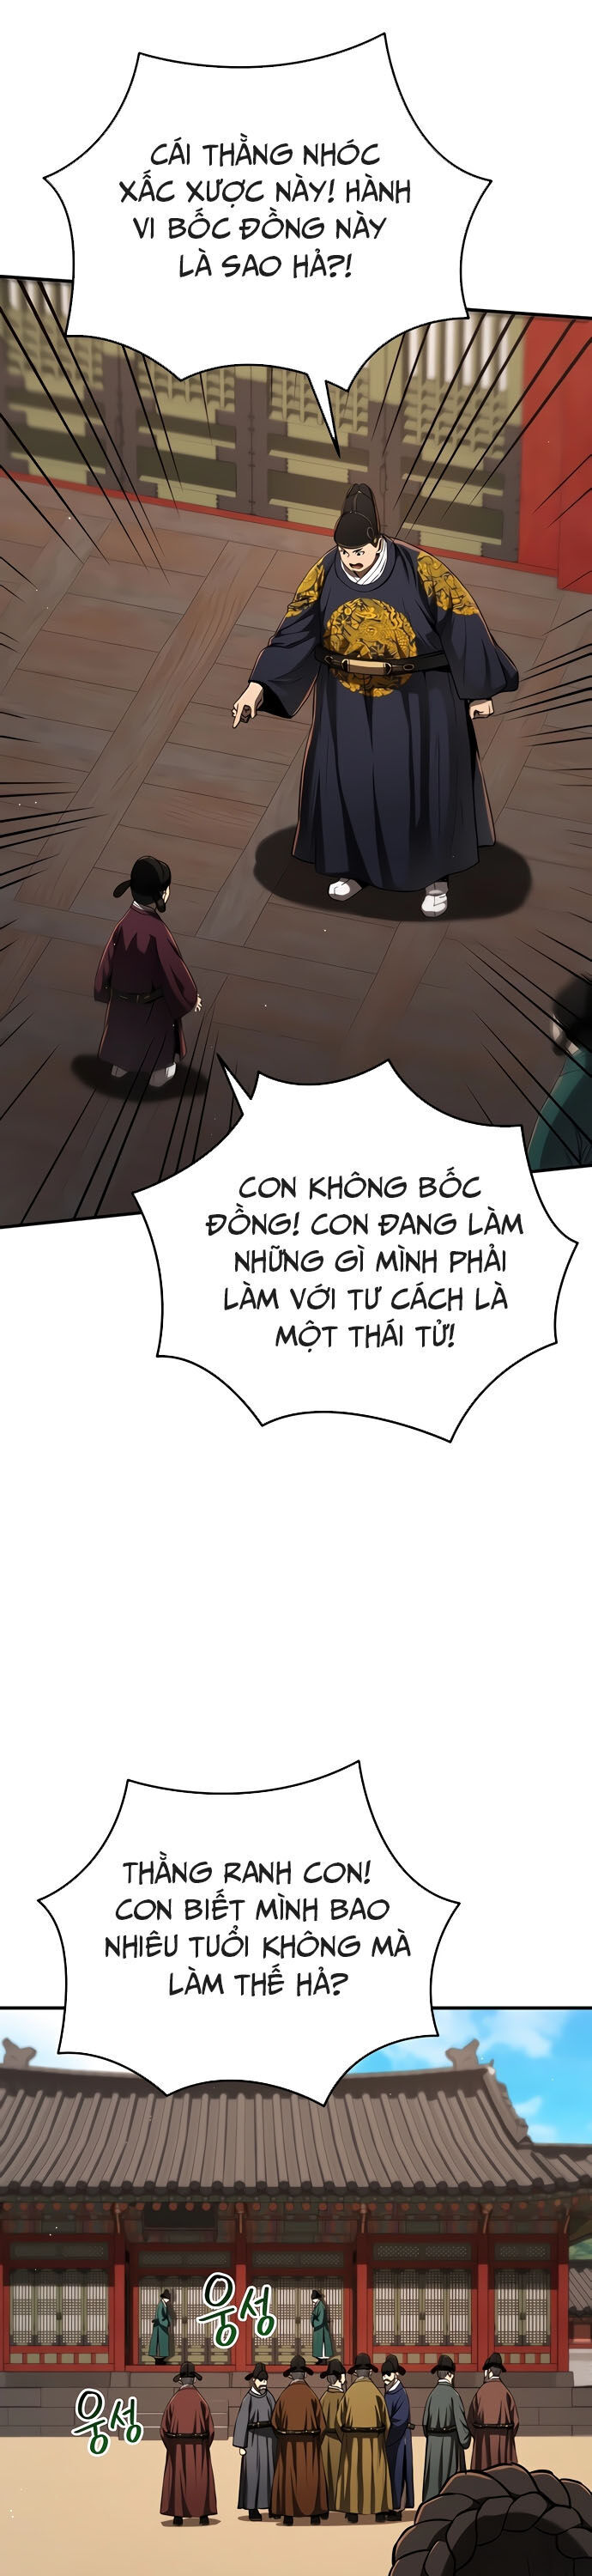 CÁI THẰNG NHÓC
XẤC XƯỢC NÀY! HÀNH
VI BỐC ĐỒNG NÀY
LÀ SAO HẢ?!
CON KHÔNG BỐC
ĐỒNG! CON ĐANG LÀM
NHỮNG GÌ MÌNH PHẢI
LÀM VỚI TƯ CÁCH LÀ
MỘT THÁI TỬ!
THẰNG RANH CON!
CON BIẾT MÌNH BAO
NHIÊU TUỔI KHÔNG MÀ
LÀM THẾ HẢ?
웅성
웅성